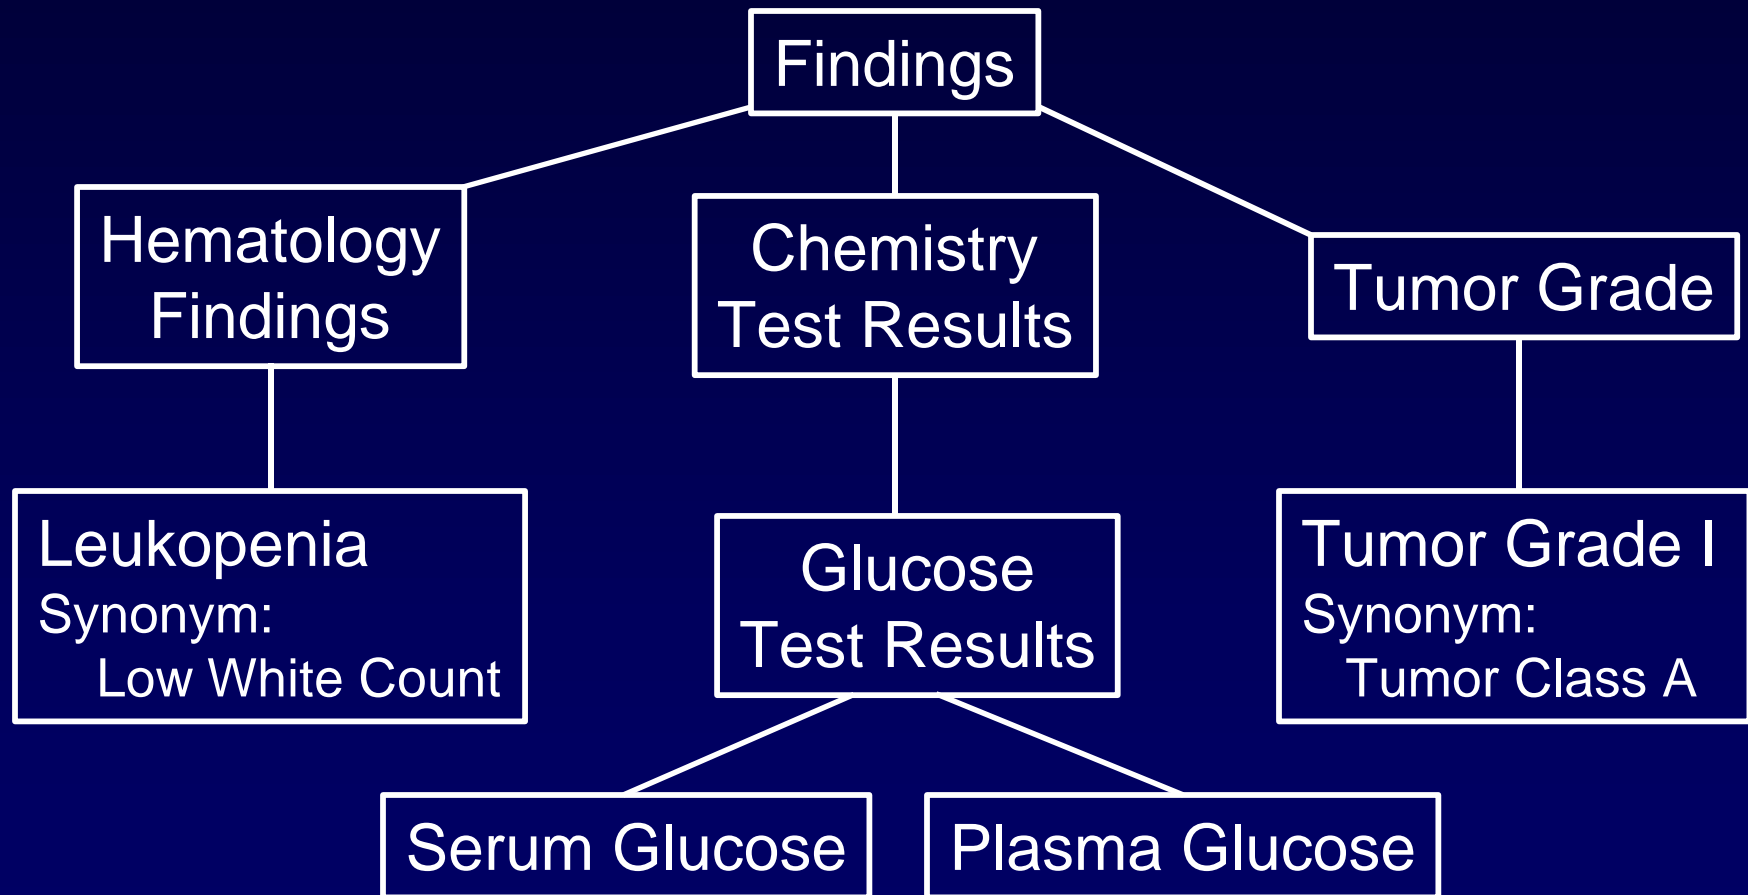 Findings
Hematology
Findings
Chemistry
Test Results
Tumor Grade
Leukopenia
Synonym:
Low White Count
Glucose
Test Results
Tumor Grade I
Synonym:
Tumor Class A
Serum Glucose
Plasma Glucose